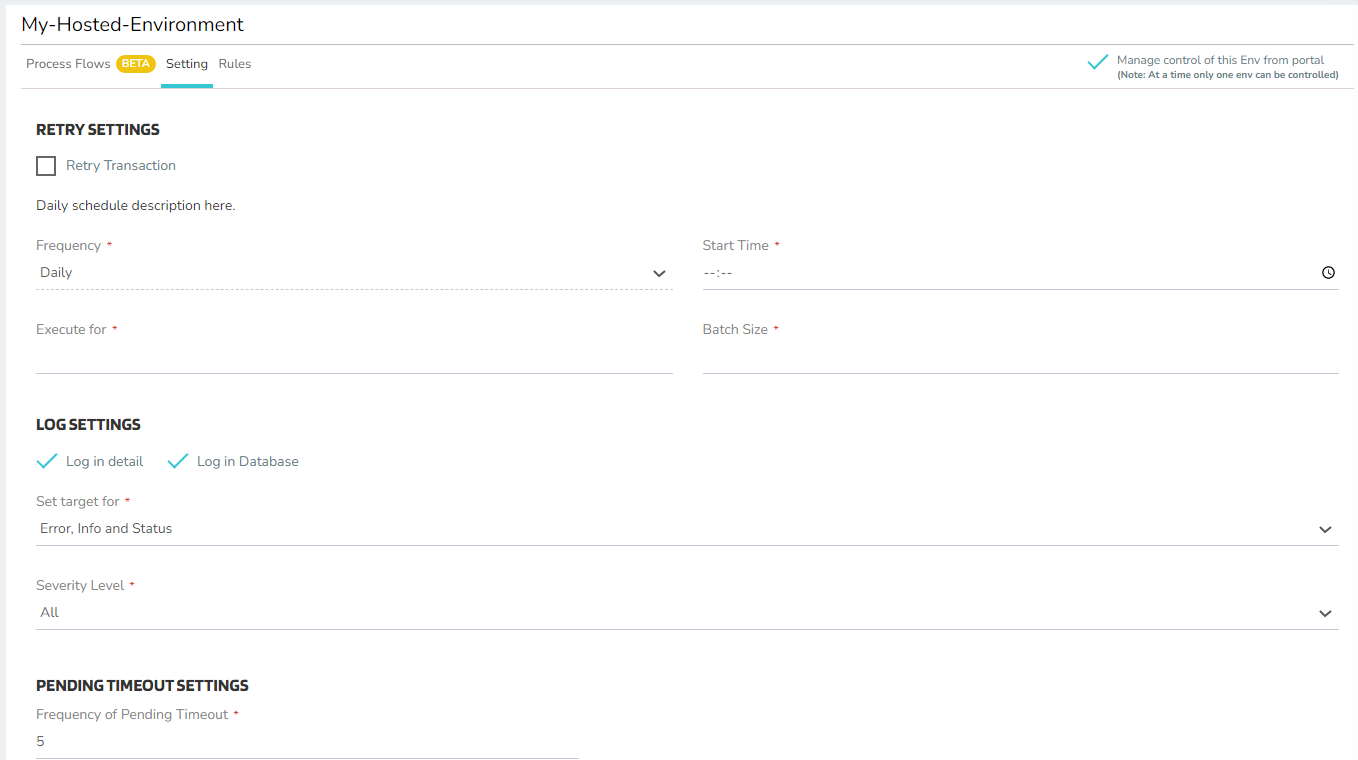 My-Hosted-Environment
Process Flows BETA Setting Rules
Manage control of this Env from portal
(Note: At a time only one env can be controlled)
RETRY SETTINGS
Retry Transaction
Daily schedule description here.
Frequency * Start Time *
Daily --:--
Execute for * Batch Size *
LOG SETTINGS
Log in detail Log in Database
Set target for *
Error, Info and Status
Severity Level *
All
PENDING TIMEOUT SETTINGS
Frequency of Pending Timeout *
5